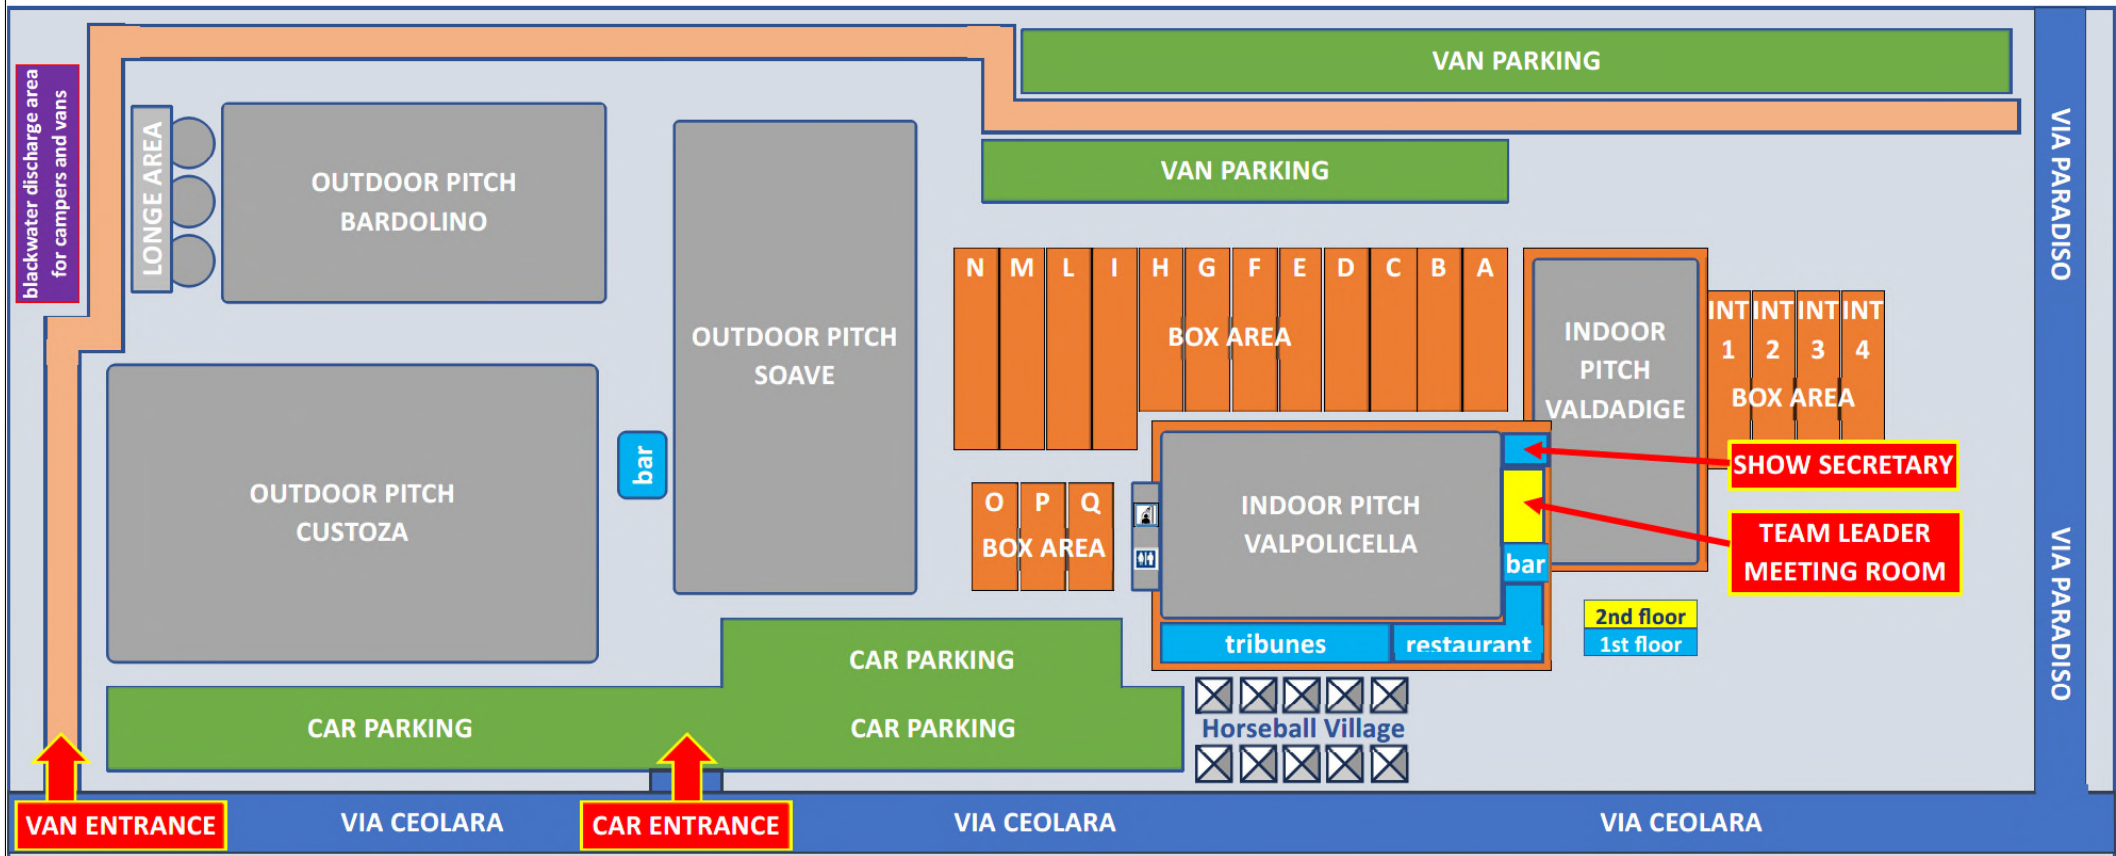 VAN PARKING
blackwater discharge area
for campers and vans
LONGE AREA
OUTDOOR PITCH
BARDOLINO
VAN PARKING
VIA PARADISO
OUTDOOR PITCH
SOAVE
N M L I H G F E D C B A
BOX AREA
INDOOR
PITCH
VALDADIGE
INT INT INT INT
1 2 3 4
BOX AREA
OUTDOOR PITCH
CUSTOZA
bar
O P Q
BOX AREA
INDOOR PITCH
VALPOLICELLA
bar
tribunes
restaurant
SHOW SECRETARY
TEAM LEADER
MEETING ROOM
2nd floor
1st floor
VIA PARADISO
CAR PARKING
CAR PARKING
CAR PARKING
Horseball Village
VAN ENTRANCE
VIA CEOLARA
CAR ENTRANCE
VIA CEOLARA
VIA CEOLARA